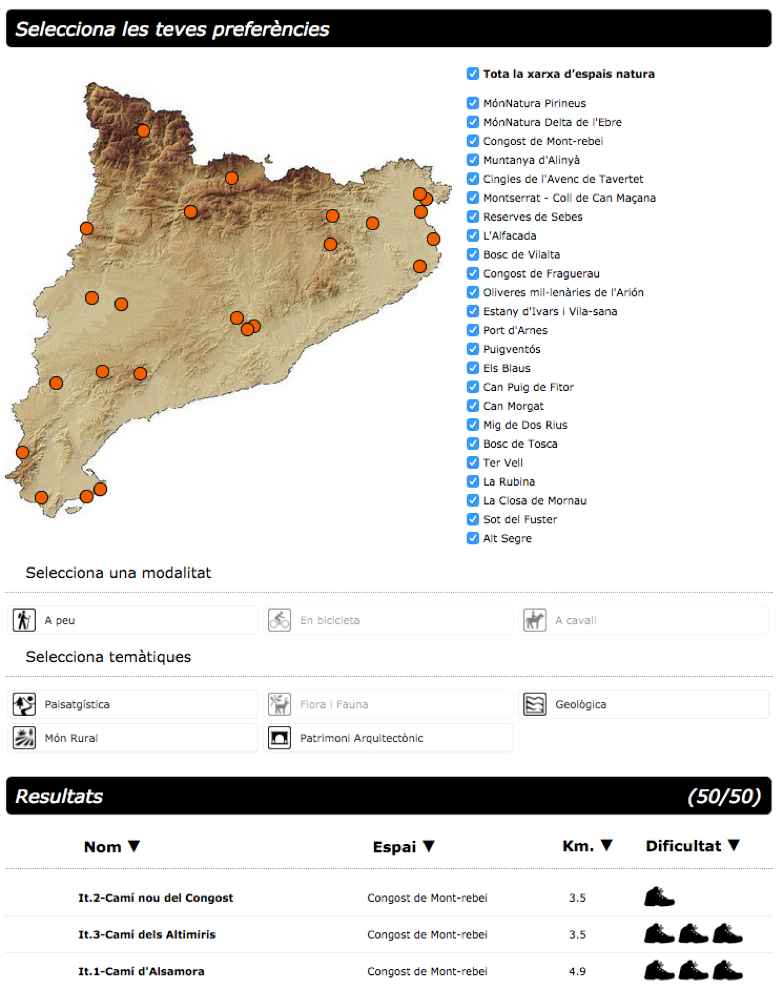 Selecciona les teves preferències
Tota la xarxa d'espais natura
MónNatura Pirineus
MónNatura Delta de l'Ebre
Congost de Mont-rebei
Muntanya d'Alinyà
Cingles de l'Avenc de Tavertet
Montserrat - Coll de Can Maçana
Reserves de Sebes
L'Alfacada
Bosc de Vilalta
Congost de Fraguerau
Oliveres mil·lenàries de l'Arión
Estany d'Ivars i Vila-sana
Port d'Arnes
Puigventós
Els Blaus
Can Puig de Fitor
Can Morgat
Mig de Dos Rius
Bosc de Tosca
Ter Vell
La Rubina
La Closa de Mornau
Sot del Fuster
Alt Segre
Selecciona una modalitat
A peu En bicicleta A cavall
Selecciona temàtiques
Paisatgística Flora i Fauna Geològica
Món Rural Patrimoni Arquitectònic
Resultats (50/50)
Nom ▼ Espai ▼ Km. ▼ Dificultat ▼
It.2-Camí nou del Congost Congost de Mont-rebei 3.5
It.3-Camí dels Altimiris Congost de Mont-rebei 3.5
It.1-Camí d'Alsamora Congost de Mont-rebei 4.9